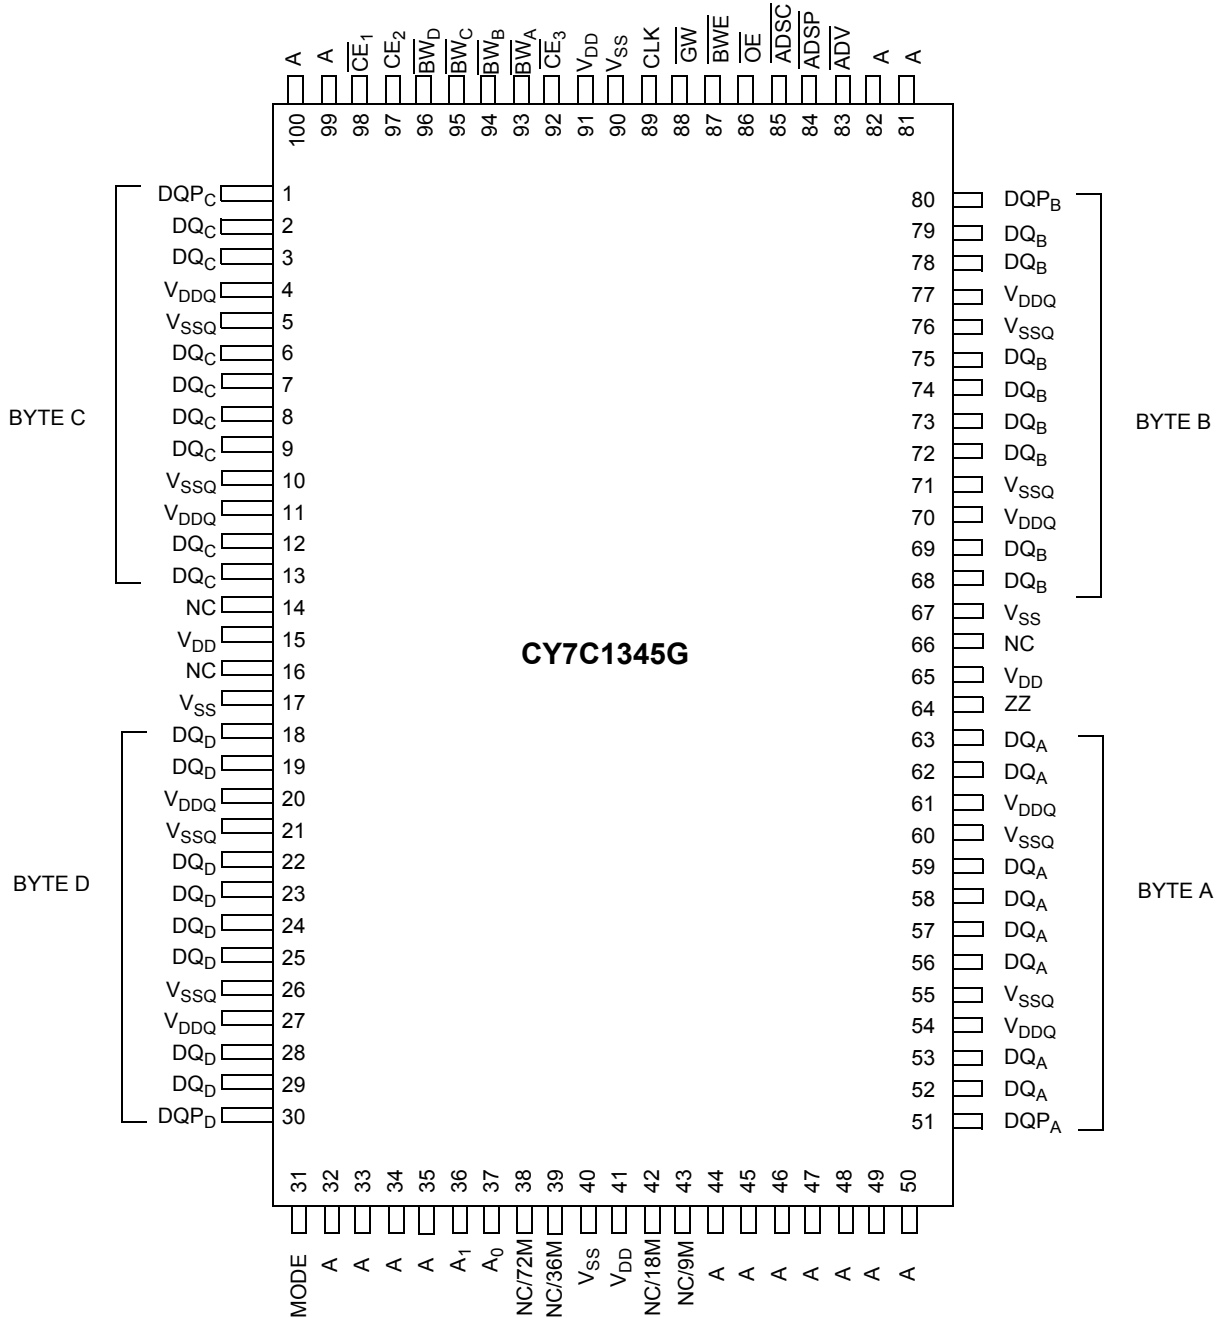 A
A
CE1
CE2
BWD
BWC
BWB
BWA
CE3
VDD
VSS
CLK
GW
BWE
OE
ADSC
ADSP
ADV
A
A
100
99
98
97
96
95
94
93
92
91
90
89
88
87
86
85
84
83
82
81
BYTE C
DQPC 1
DQC 2
DQC 3
VDDQ 4
VSSQ 5
DQC 6
DQC 7
DQC 8
DQC 9
VSSQ 10
VDDQ 11
DQC 12
DQC 13
NC 14
VDD 15
NC 16
VSS 17
BYTE D
DQD 18
DQD 19
VDDQ 20
VSSQ 21
DQD 22
DQD 23
DQD 24
DQD 25
VSSQ 26
VDDQ 27
DQD 28
DQD 29
DQPD 30
CY7C1345G
80 DQPB
79 DQB
78 DQB
77 VDDQ
76 VSSQ
75 DQB
74 DQB
73 DQB
72 DQB
71 VSSQ
70 VDDQ
69 DQB
68 DQB
BYTE B
67 VSS
66 NC
65 VDD
64 ZZ
63 DQA
62 DQA
61 VDDQ
60 VSSQ
59 DQA
58 DQA
57 DQA
56 DQA
55 VSSQ
54 VDDQ
53 DQA
52 DQA
51 DQPA
BYTE A
31
32
33
34
35
36
37
38
39
40
41
42
43
44
45
46
47
48
49
50
MODE
A
A
A
A
A1
A0
NC/72M
NC/36M
VSS
VDD
NC/18M
NC/9M
A
A
A
A
A
A
A